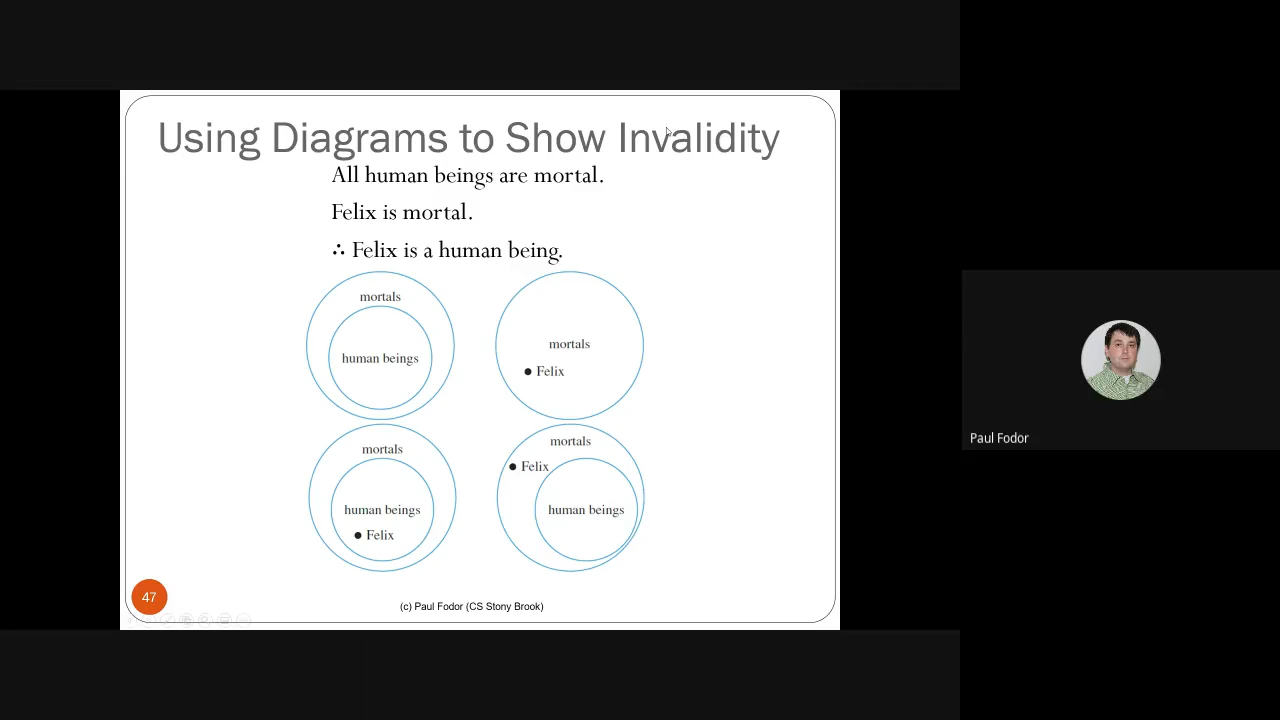 Using Diagrams to Show Invalidity
All human beings are mortal.
Felix is mortal.
∴ Felix is a human being.
mortals
human beings
mortals
● Felix
mortals
human beings
● Felix
mortals
● Felix
human beings
47
(c) Paul Fodor (CS Stony Brook)
Paul Fodor